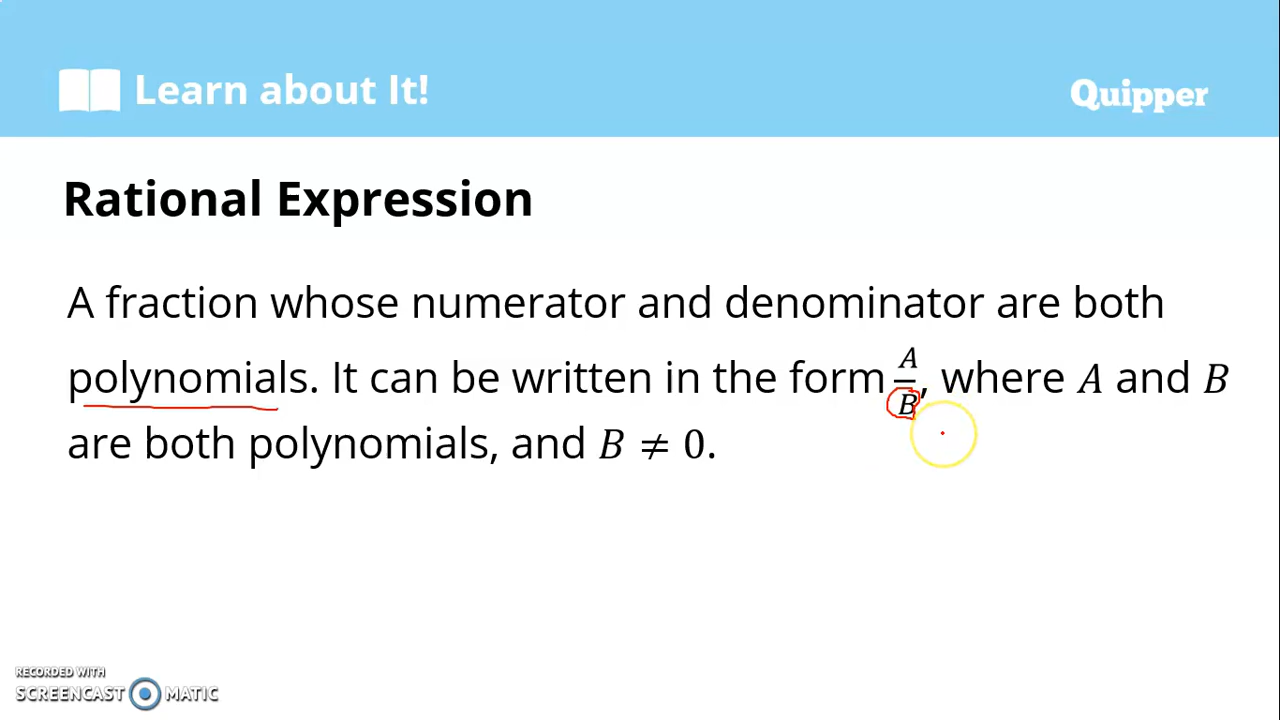 Learn about It!
Quipper
Rational Expression
A fraction whose numerator and denominator are both
polynomials. It can be written in the form A/B, where A and B
are both polynomials, and B ≠ 0.
RECORDED WITH
SCREENCAST MATIC